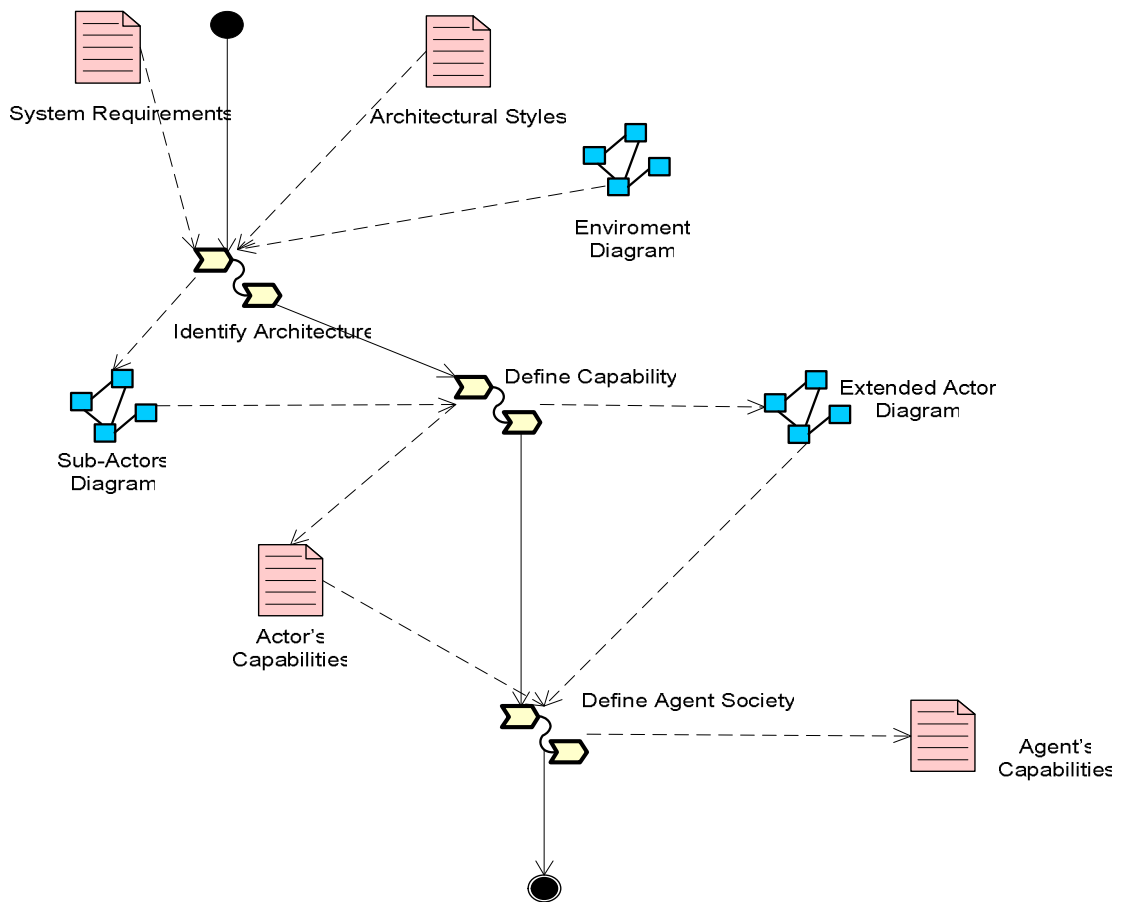 System Requirements
Architectural Styles
Enviroment
Diagram
Identify Architecture
Define Capability
Extended Actor
Diagram
Sub-Actors
Diagram
Actor's
Capabilities
Define Agent Society
Agent's
Capabilities